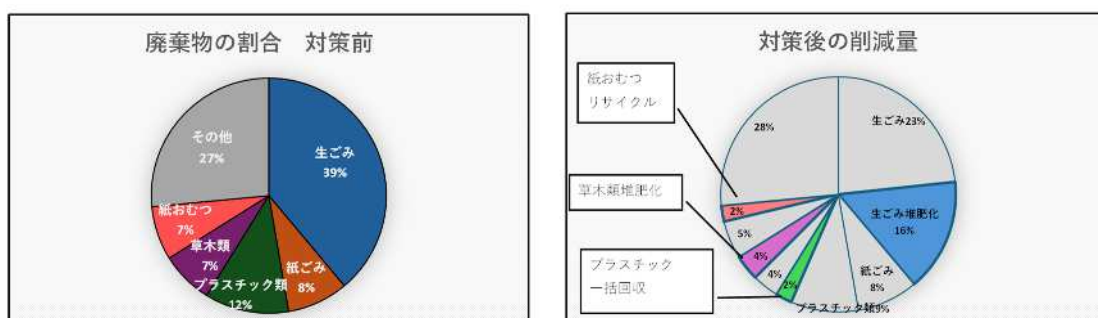 廃棄物の割合 対策前
生ごみ
39%
紙ごみ
8%
プラスチック類
12%
草木類
7%
紙おむつ
7%
その他
27%
対策後の削減量
紙おむつ
リサイクル
草木類堆肥化
プラスチック
一括回収
生ごみ23%
生ごみ堆肥化
16%
紙ごみ
8%
プラスチック類9%
2%
4%
4%
5%
2%
28%